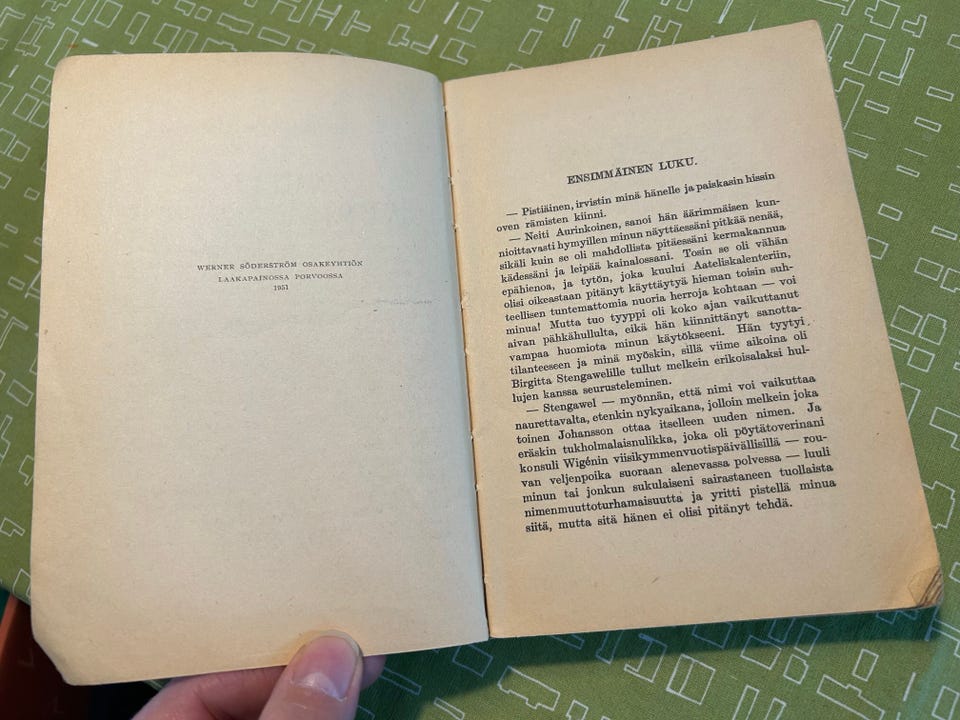 WERNER SÖDERSTRÖM OSAKEYHTIÖN
LAAKAPAINOSSA PORVOOSSA
1951
ENSIMMÄINEN LUKU.
— Pistiäinen, irvistin minä hänelle ja paiskasin hissin
oven rämisten kiinni.
— Neiti Aurinkoinen, sanoi hän äärimmäisen kun-
nioittavasti hymyillen minun näyttäessäni pitkää nenää,
sikäli kuin se oli mahdollista pitäessäni kermakannua
kädessäni ja leipää kainalossani. Tosin se oli vähän
epähienoa, ja tytön, joka kuului Aateliskalenteriin,
olisi oikeastaan pitänyt käyttäytyä hieman toisin suh-
teellisen tuntemattomia nuoria herroja kohtaan — voi
minua! Mutta tuo tyyppi oli koko ajan vaikuttanut
aivan pähkähullulta, eikä hän kiinnittänyt sanotta-
vampaa huomiota minun käytökseeni. Hän tyytyi
tilanteeseen ja minä myöskin, sillä viime aikoina oli
Birgitta Stengawelille tullut melkein erikoisalaksi hul-
lujen kanssa seurusteleminen.
— Stengawel — myönnän, että nimi voi vaikuttaa
naurettavalta, etenkin nykyaikana, jolloin melkein joka
toinen Johansson ottaa itselleen uuden nimen. Ja
eräskin tukholmalaisnulikka, joka oli pöytätoverinani
konsuli Wigénin viisikymmenvuotispäivällisillä — rou-
van veljenpoika suoraan alenevassa polvessa — luuli
minun tai jonkun sukulaiseni sairastaneen tuollaista
nimenmuuttoturhamaisuutta ja yritti pistellä minua
siitä, mutta sitä hänen ei olisi pitänyt tehdä.